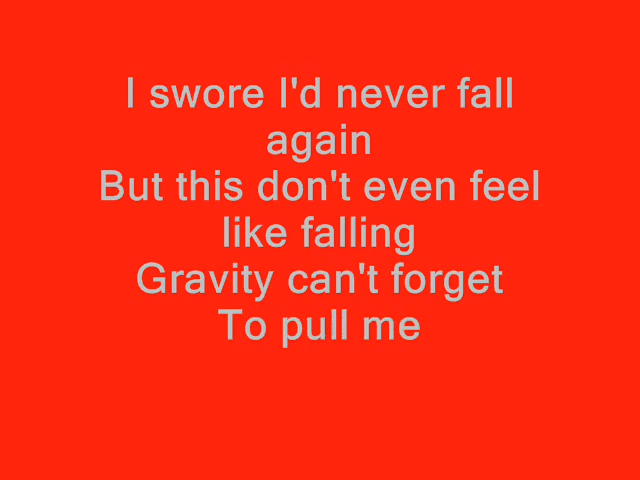 I swore I'd never fall
again
But this don't even feel
like falling
Gravity can't forget
To pull me